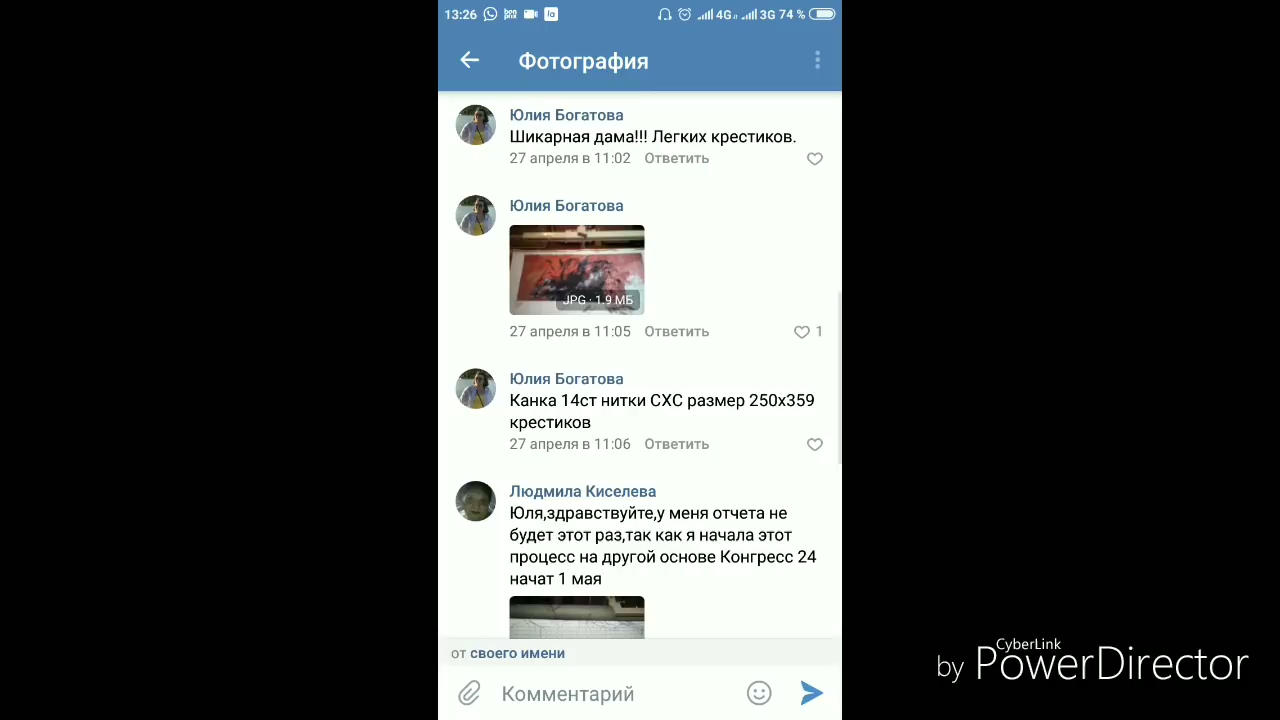 13:26 4G 3G 74 %
Фотография
Юлия Богатова
Шикарная дама!!! Легких крестиков.
27 апреля в 11:02 Ответить
Юлия Богатова
JPG · 1.9 МБ
27 апреля в 11:05 Ответить 1
Юлия Богатова
Канка 14ст нитки СХС размер 250х359
крестиков
27 апреля в 11:06 Ответить
Людмила Киселева
Юля,здравствуйте,у меня отчета не
будет этот раз,так как я начала этот
процесс на другой основе Конгресс 24
начат 1 мая
от своего имени
Комментарий
CyberLink
by PowerDirector